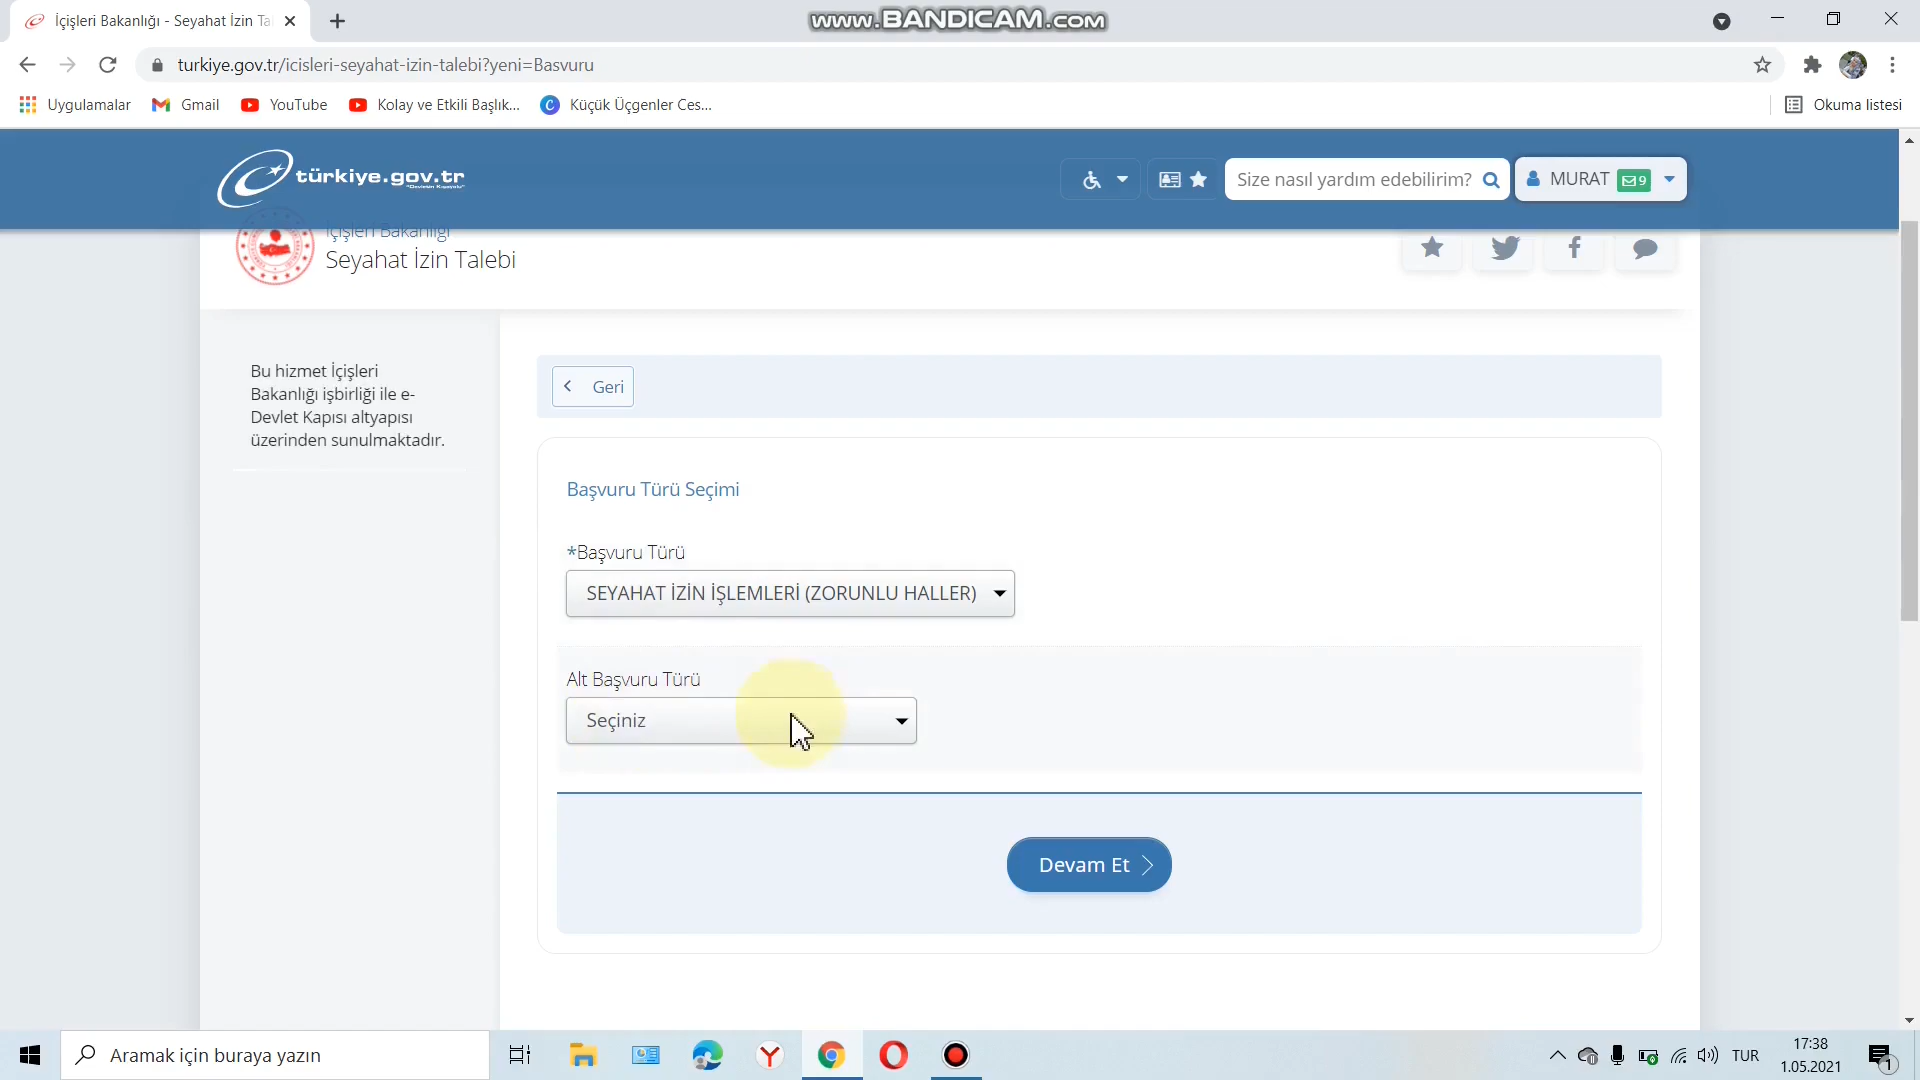 İçişleri Bakanlığı - Seyahat İzin Ta
www.BANDICAM.com
turkiye.gov.tr/icisleri-seyahat-izin-talebi?yeni=Basvuru
Uygulamalar
Gmail
YouTube
Kolay ve Etkili Başlık...
Küçük Üçgenler Ces...
Okuma listesi
türkiye.gov.tr
Size nasıl yardım edebilirim?
MURAT
9
İçişleri Bakanlığı
Seyahat İzin Talebi
Bu hizmet İçişleri
Bakanlığı işbirliği ile e-
Devlet Kapısı altyapısı
üzerinden sunulmaktadır.
Geri
Başvuru Türü Seçimi
*Başvuru Türü
SEYAHAT İZİN İŞLEMLERİ (ZORUNLU HALLER)
Alt Başvuru Türü
Seçiniz
Devam Et
Aramak için buraya yazın
TUR
17:38
1.05.2021
1